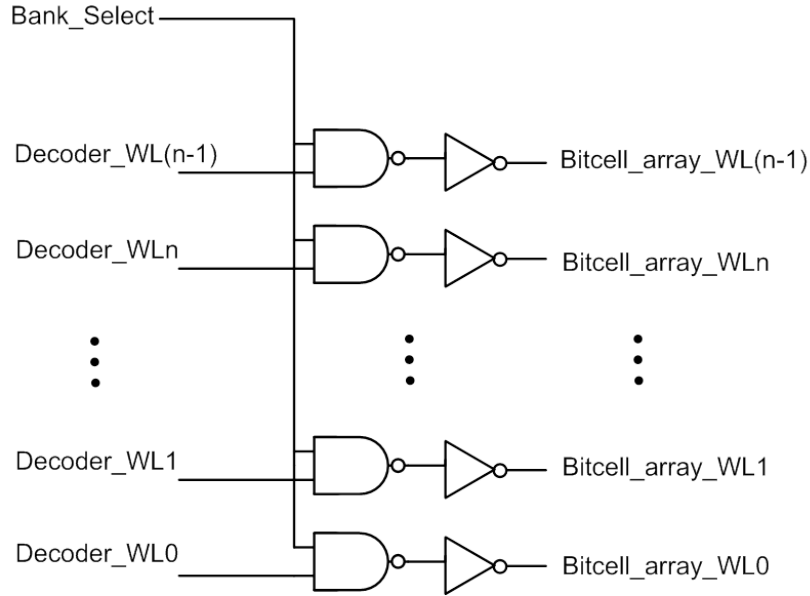 Bank_Select
Decoder_WL(n-1)
Bitcell_array_WL(n-1)
Decoder_WLn
Bitcell_array_WLn
Decoder_WL1
Bitcell_array_WL1
Decoder_WL0
Bitcell_array_WL0